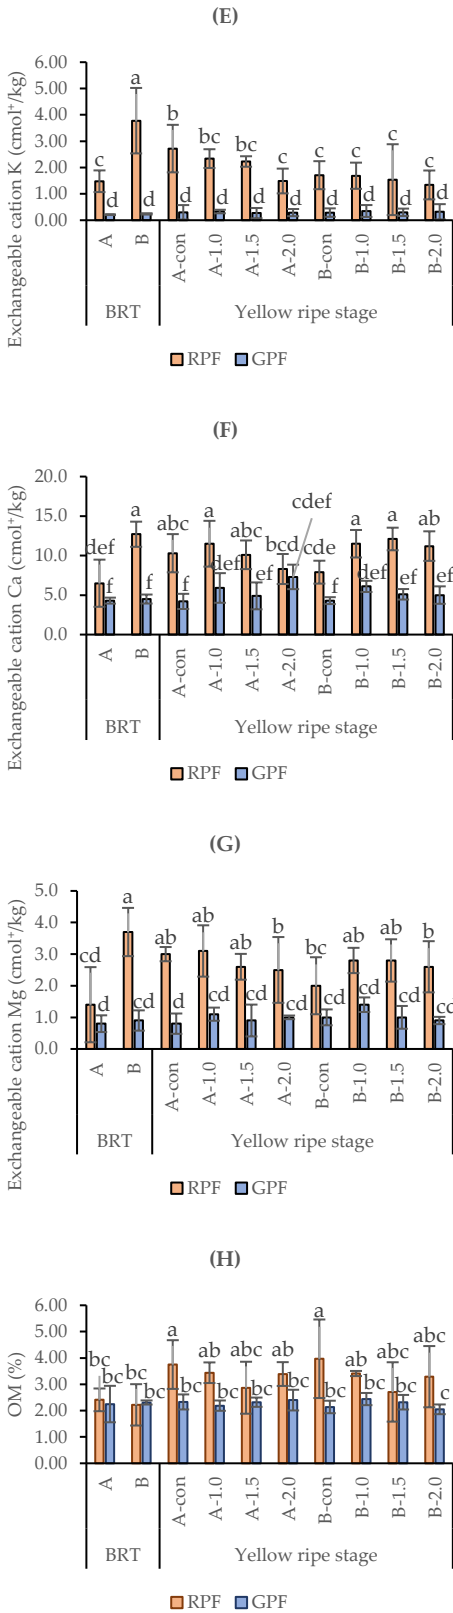 (E)
Exchangeable cation K (cmol⁺/kg)
6.00
5.00
4.00
3.00
2.00
1.00
0.00
c d a d b d bc d bc d c d c d c d c d c d
A B A-con A-1.0 A-1.5 A-2.0 B-con B-1.0 B-1.5 B-2.0
BRT Yellow ripe stage
RPF GPF
(F)
Exchangeable cation Ca (cmol⁺/kg)
20.0
15.0
10.0
5.0
0.0
def f a f abc f a def abc ef bcd cdef cde f a def a ef ab ef
A B A-con A-1.0 A-1.5 A-2.0 B-con B-1.0 B-1.5 B-2.0
BRT Yellow ripe stage
RPF GPF
(G)
Exchangeable cation Mg (cmol⁺/kg)
5.0
4.0
3.0
2.0
1.0
0.0
cd d a cd ab d ab cd ab cd b cd bc cd ab cd ab cd b cd
A B A-con A-1.0 A-1.5 A-2.0 B-con B-1.0 B-1.5 B-2.0
BRT Yellow ripe stage
RPF GPF
(H)
OM (%)
6.00
5.00
4.00
3.00
2.00
1.00
0.00
bc bc bc bc a bc ab bc abc bc ab bc a bc ab bc abc bc abc c
A B A-con A-1.0 A-1.5 A-2.0 B-con B-1.0 B-1.5 B-2.0
BRT Yellow ripe stage
RPF GPF